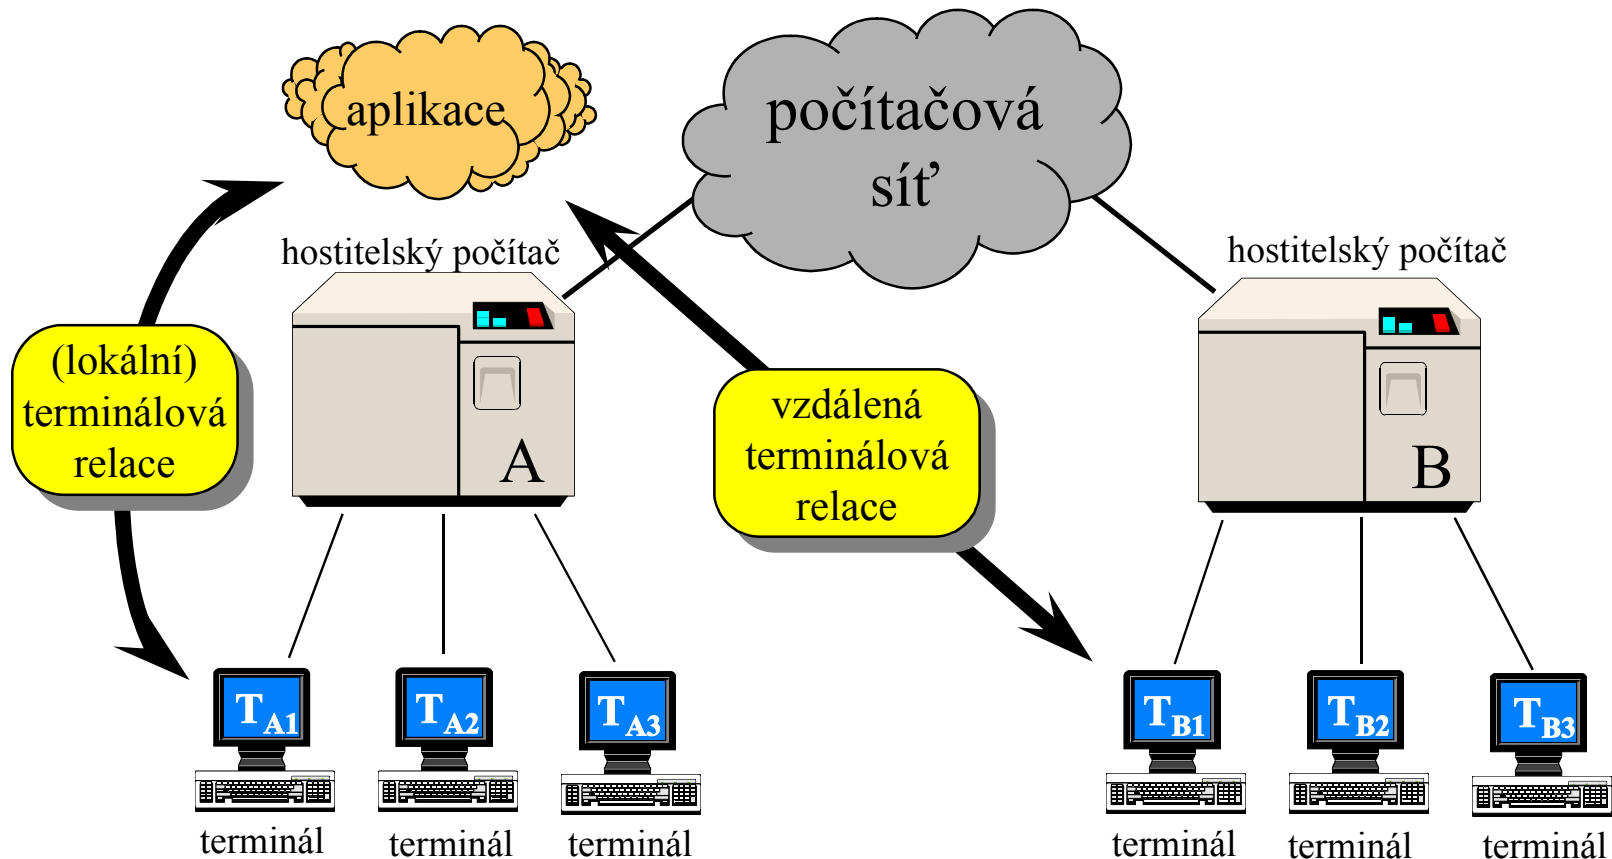 aplikace
počítačová
síť
hostitelský počítač
hostitelský počítač
(lokální)
terminálová
relace
vzdálená
terminálová
relace
A
B
TA1
TA2
TA3
TB1
TB2
TB3
terminál
terminál
terminál
terminál
terminál
terminál